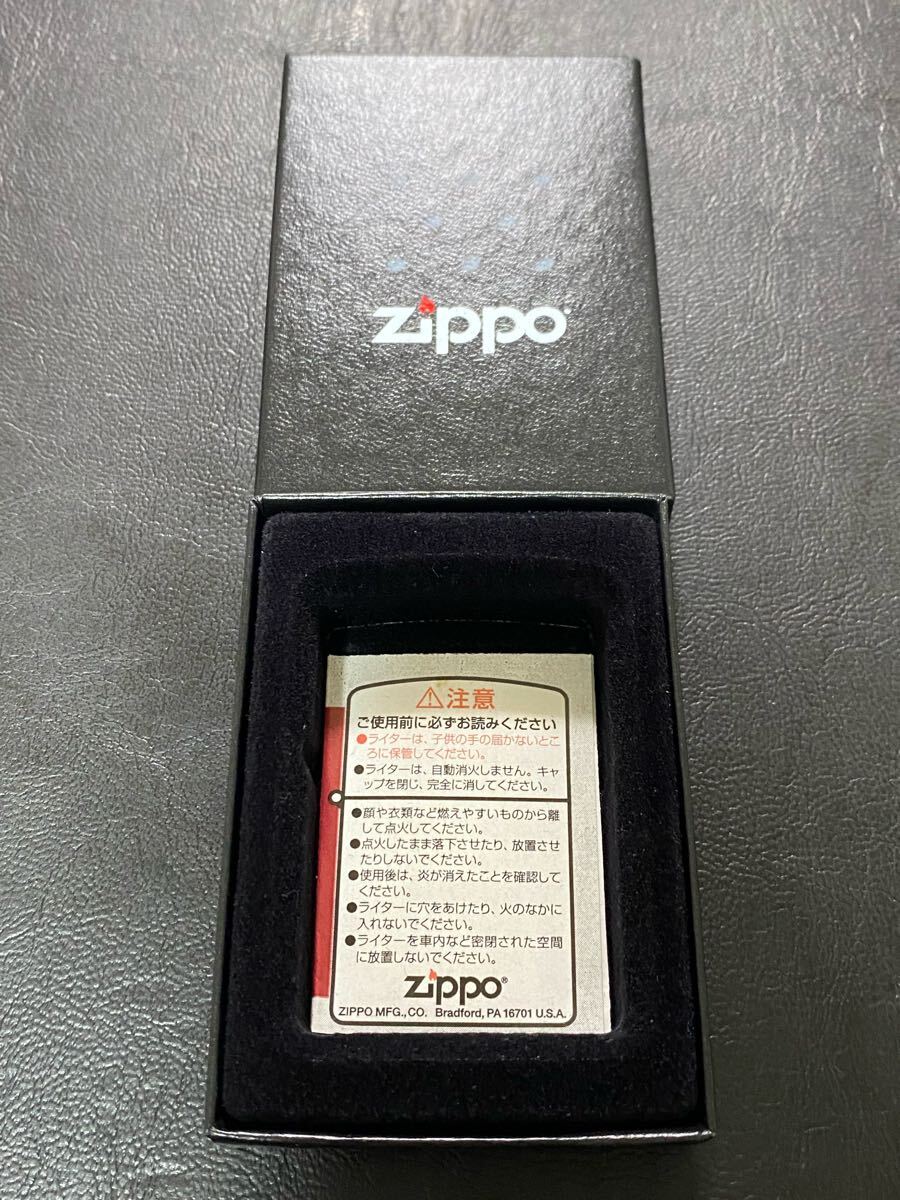 zippo®
⚠注意
ご使用前に必ずお読みください
●ライターは、子供の手の届かないとこ
ろに保管してください。
●ライターは、自動消火しません。キャ
ップを閉じ、完全に消してください。
●顔や衣類など燃えやすいものから離
して点火してください。
●点火したまま落下させたり、放置させ
たりしないでください。
●使用後は、炎が消えたことを確認して
ください。
●ライターに穴をあけたり、火のなかに
入れないでください。
●ライターを車内など密閉された空間
に放置しないでください。
zippo®
ZIPPO MFG.,CO. Bradford, PA 16701 U.S.A.